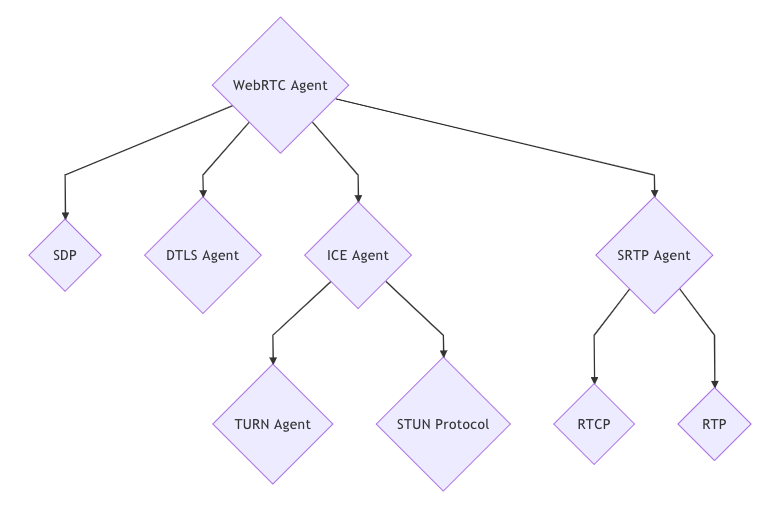 WebRTC Agent
SDP
DTLS Agent
ICE Agent
SRTP Agent
TURN Agent
STUN Protocol
RTCP
RTP